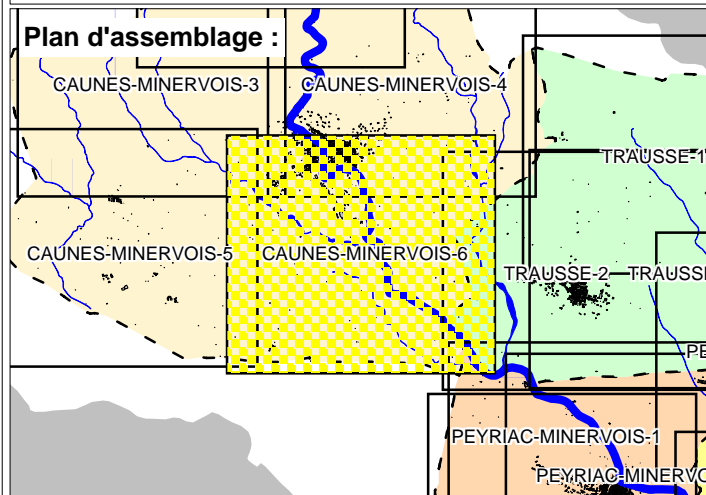 Plan d'assemblage :
CAUNES-MINERVOIS-3
CAUNES-MINERVOIS-4
TRAUSSE-1
CAUNES-MINERVOIS-5
CAUNES-MINERVOIS-6
TRAUSSE-2
TRAUSSE
PE
PEYRIAC-MINERVOIS-1
PEYRIAC-MINERVO